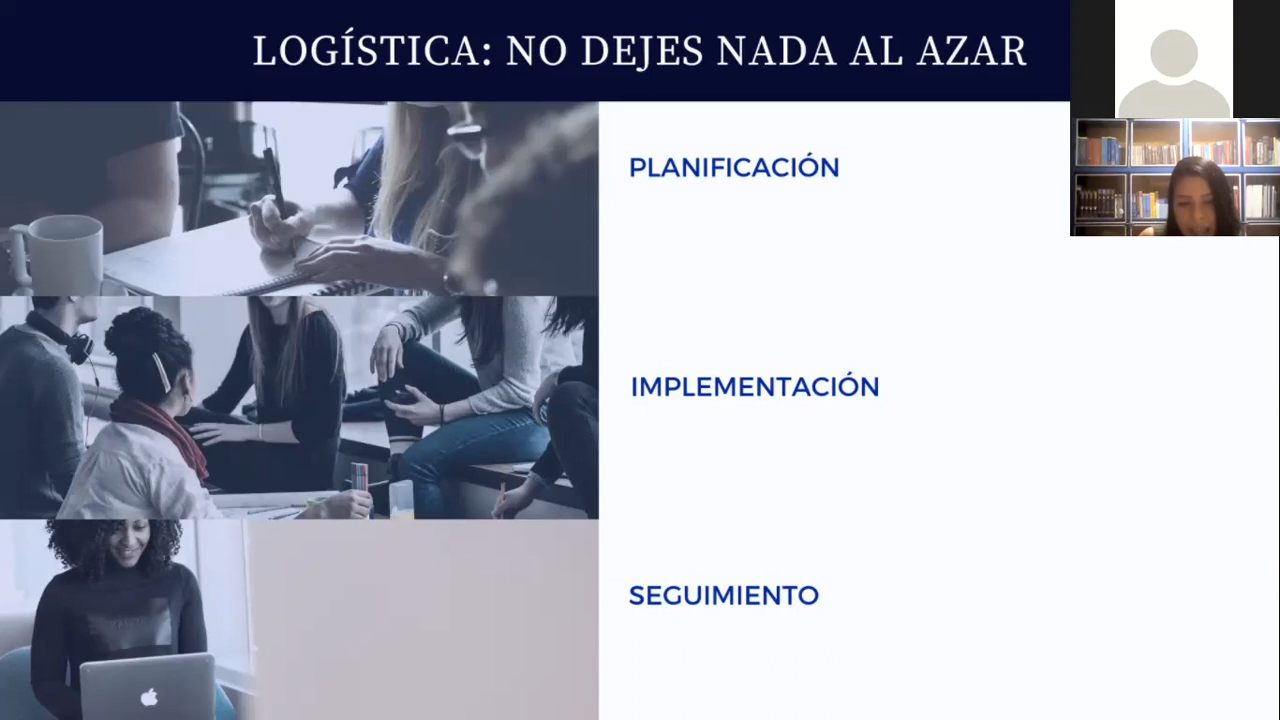 LOGÍSTICA: NO DEJES NADA AL AZAR
PLANIFICACIÓN
IMPLEMENTACIÓN
SEGUIMIENTO